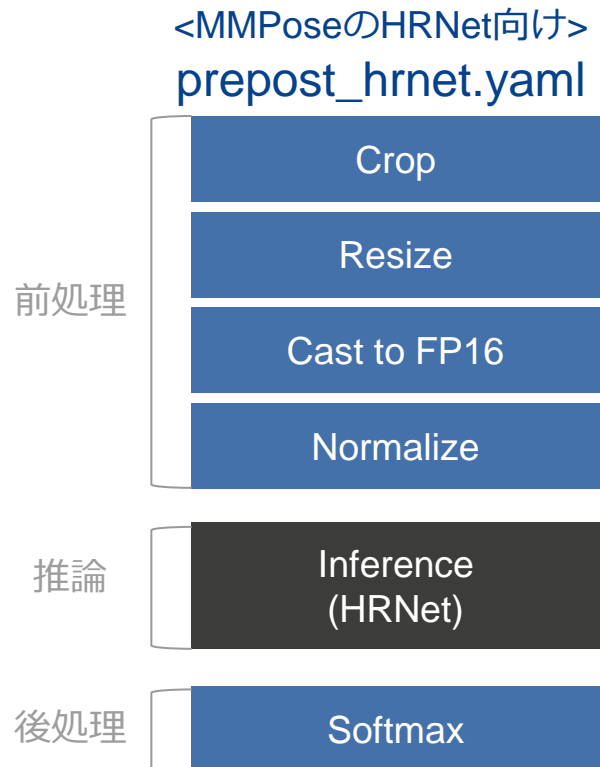 <MMPoseのHRNet向け>
prepost_hrnet.yaml
前処理
Crop
Resize
Cast to FP16
Normalize
推論
Inference
(HRNet)
後処理
Softmax